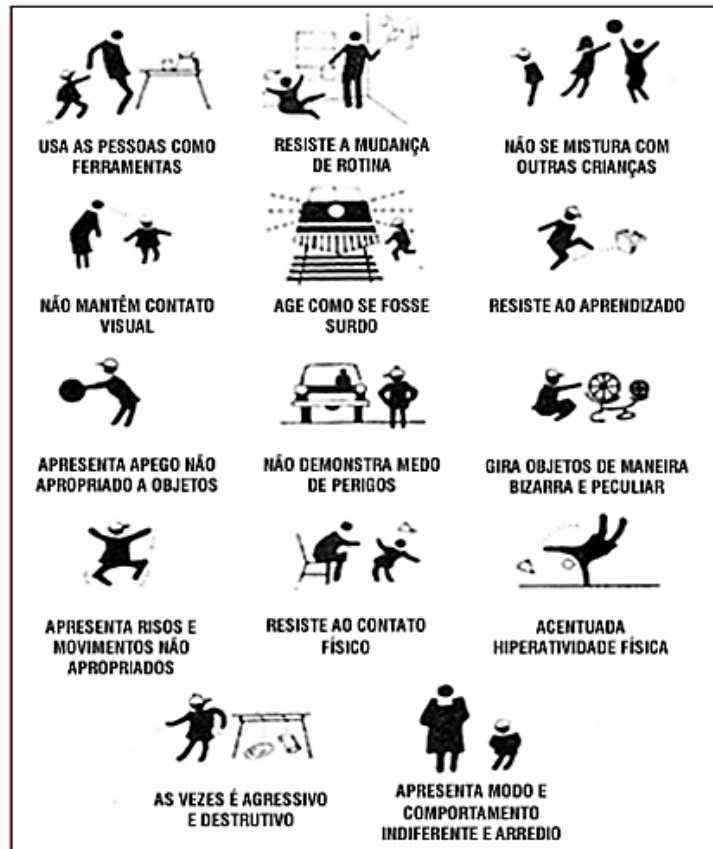 USA AS PESSOAS COMO
FERRAMENTAS
RESISTE A MUDANÇA
DE ROTINA
NÃO SE MISTURA COM
OUTRAS CRIANÇAS
NÃO MANTÊM CONTATO
VISUAL
AGE COMO SE FOSSE
SURDO
RESISTE AO APRENDIZADO
APRESENTA APEGO NÃO
APROPRIADO A OBJETOS
NÃO DEMONSTRA MEDO
DE PERIGOS
GIRA OBJETOS DE MANEIRA
BIZARRA E PECULIAR
APRESENTA RISOS E
MOVIMENTOS NÃO
APROPRIADOS
RESISTE AO CONTATO
FÍSICO
ACENTUADA
HIPERATIVIDADE FÍSICA
AS VEZES É AGRESSIVO
E DESTRUTIVO
APRESENTA MODO E
COMPORTAMENTO
INDIFERENTE E ARREDIO